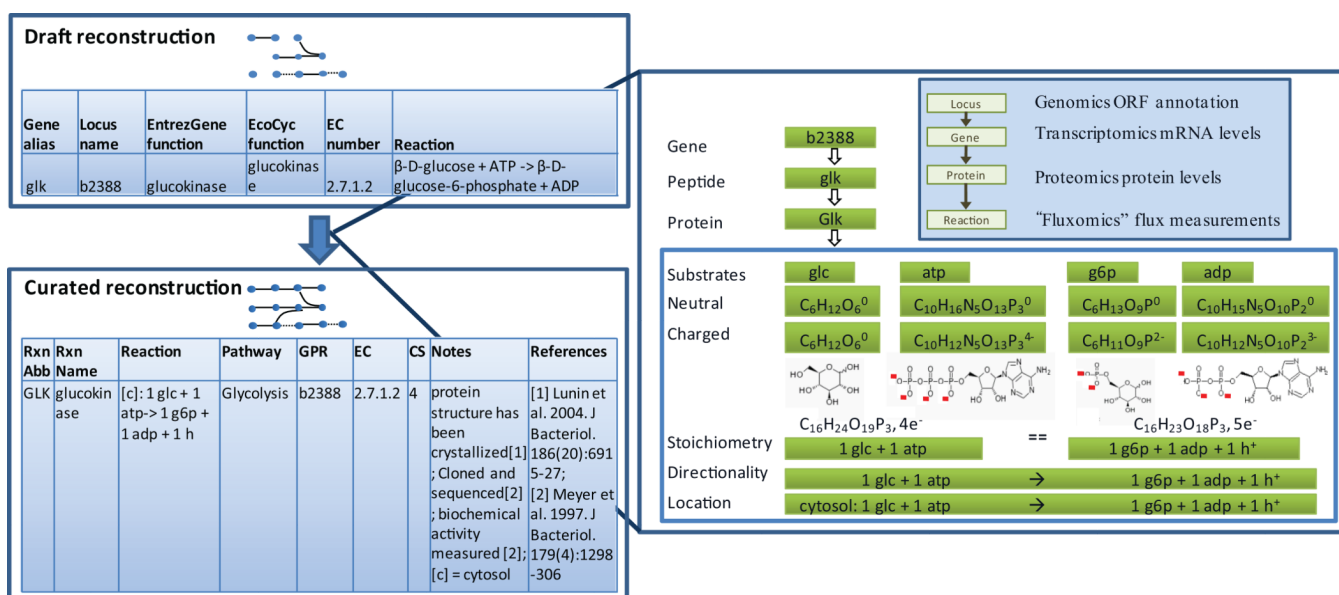 Draft reconstruction
Gene alias	Locus name	EntrezGene function	EcoCyc function	EC number	Reaction
glk	b2388	glucokinase	glucokinas e	2.7.1.2	β-D-glucose + ATP -> β-D-glucose-6-phosphate + ADP
Curated reconstruction
Rxn Abb	Rxn Name	Reaction	Pathway	GPR	EC	CS	Notes	References
GLK	glucokin ase	[c]: 1 glc + 1 atp-> 1 g6p + 1 adp + 1 h	Glycolysis	b2388	2.7.1.2	4	protein structure has been crystallized[1] ; Cloned and sequenced[2] ; biochemical activity measured [2]; [c] = cytosol	[1] Lunin et al. 2004. J Bacteriol. 186(20):691 5-27; [2] Meyer et al. 1997. J Bacteriol. 179(4):1298 -306
Gene	b2388
Peptide	glk
Protein	Glk
Locus	Genomics ORF annotation
Gene	Transcriptomics mRNA levels
Protein	Proteomics protein levels
Reaction	“Fluxomics” flux measurements
Substrates	glc	atp	g6p	adp
Neutral	C₆H₁₂O₆⁰	C₁₀H₁₆N₅O₁₃P₃⁰	C₆H₁₃O₉P⁰	C₁₀H₁₅N₅O₁₀P₂⁰
Charged	C₆H₁₂O₆⁰	C₁₀H₁₂N₅O₁₃P₃⁴⁻	C₆H₁₁O₉P²⁻	C₁₀H₁₂N₅O₁₀P₂³⁻
C₁₆H₂₄O₁₉P₃, 4e⁻	==	C₁₆H₂₃O₁₈P₃, 5e⁻
Stoichiometry	1 glc + 1 atp	1 g6p + 1 adp + 1 h⁺
Directionality	1 glc + 1 atp	→	1 g6p + 1 adp + 1 h⁺
Location	cytosol: 1 glc + 1 atp	→	1 g6p + 1 adp + 1 h⁺